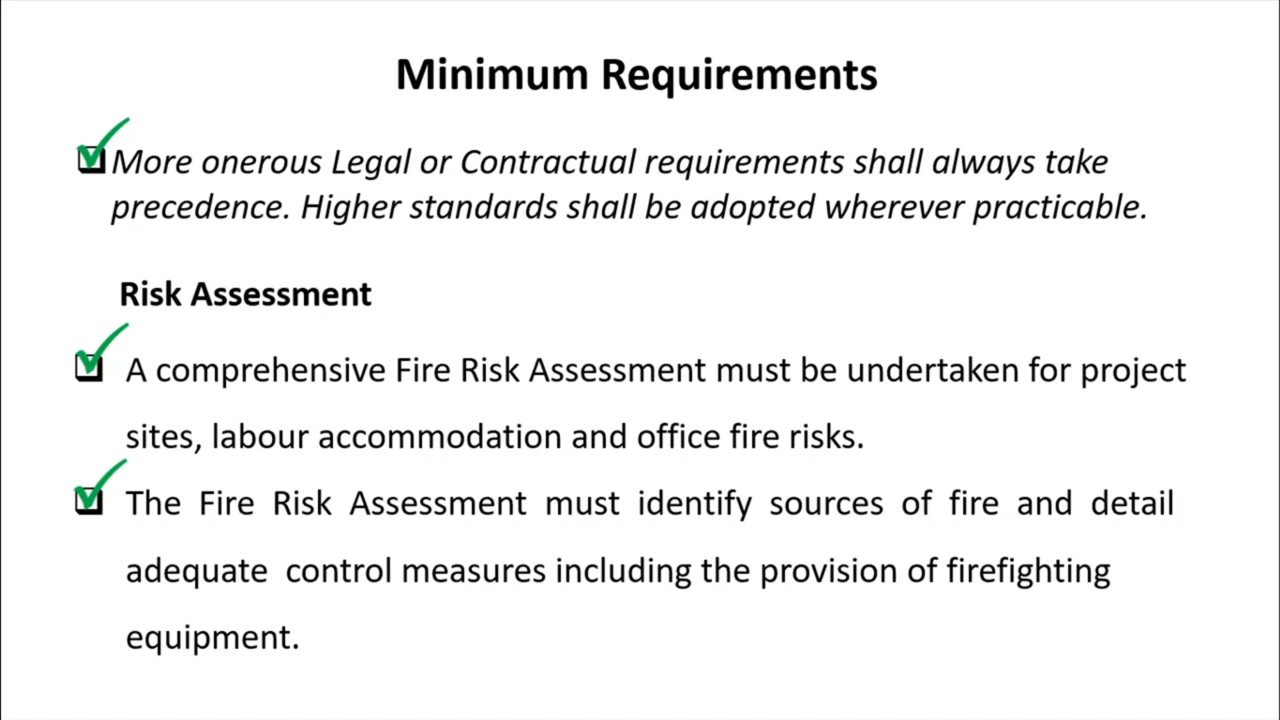 Minimum Requirements
More onerous Legal or Contractual requirements shall always take
precedence. Higher standards shall be adopted wherever practicable.
Risk Assessment
A comprehensive Fire Risk Assessment must be undertaken for project
sites, labour accommodation and office fire risks.
The Fire Risk Assessment must identify sources of fire and detail
adequate control measures including the provision of firefighting
equipment.